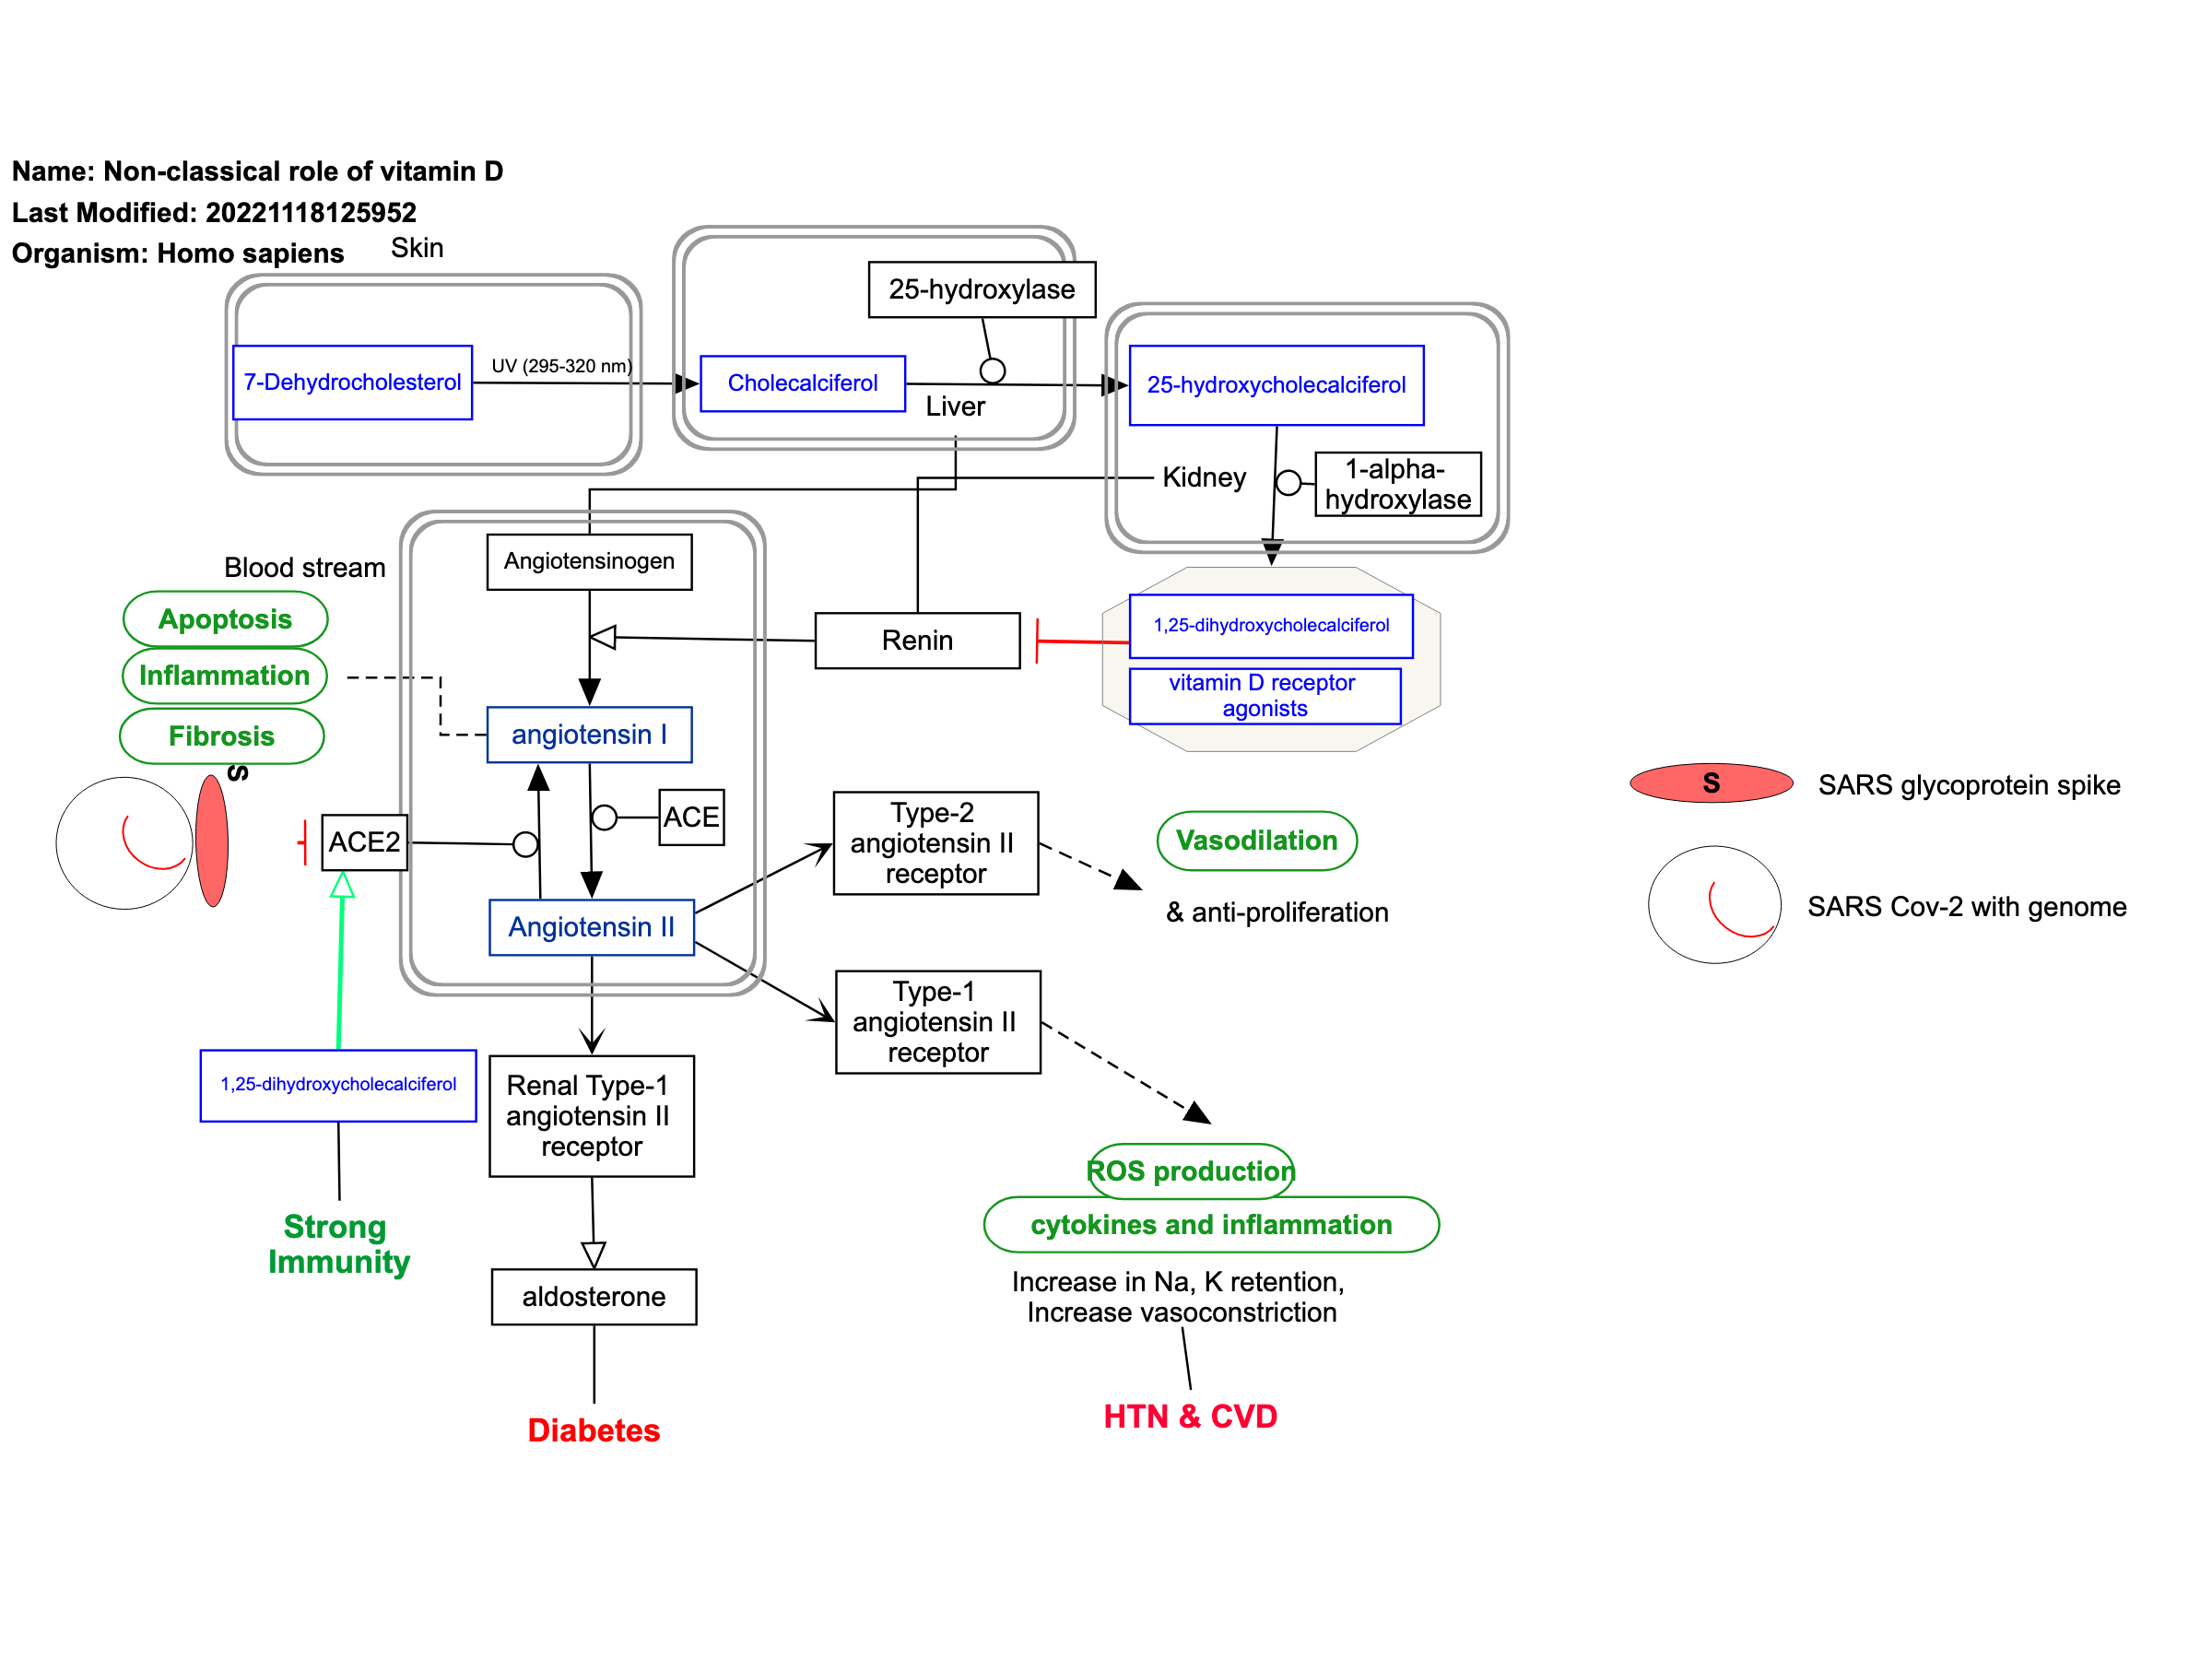 Name: Non-classical role of vitamin D
Last Modified: 20221118125952
Organism: Homo sapiens
Skin
25-hydroxylase
7-Dehydrocholesterol
UV (295-320 nm)
Cholecalciferol
Liver
25-hydroxycholecalciferol
Kidney
1-alpha-
hydroxylase
Blood stream
Angiotensinogen
Apoptosis
Inflammation
Fibrosis
Renin
1,25-dihydroxycholecalciferol
vitamin D receptor
agonists
angiotensin I
S
ACE2
ACE
Angiotensin II
Type-2
angiotensin II
receptor
Vasodilation
& anti-proliferation
S
SARS glycoprotein spike
SARS Cov-2 with genome
Type-1
angiotensin II
receptor
1,25-dihydroxycholecalciferol
Renal Type-1
angiotensin II
receptor
Strong
Immunity
ROS production
cytokines and inflammation
Increase in Na, K retention,
Increase vasoconstriction
aldosterone
Diabetes
HTN & CVD